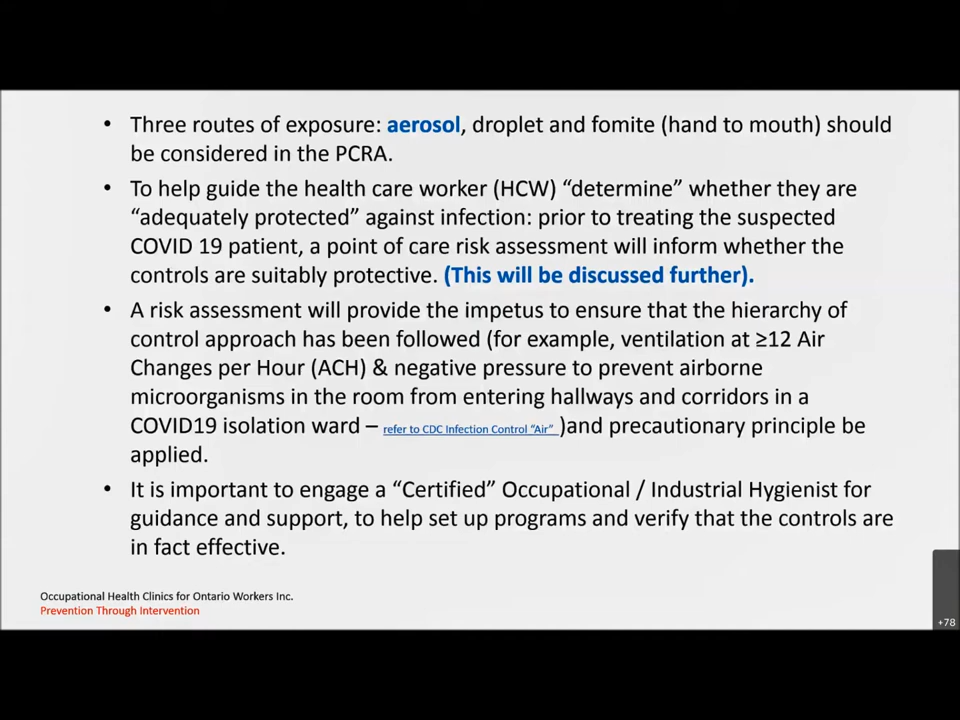 • Three routes of exposure: aerosol, droplet and fomite (hand to mouth) should
be considered in the PCRA.
• To help guide the health care worker (HCW) “determine” whether they are
“adequately protected” against infection: prior to treating the suspected
COVID 19 patient, a point of care risk assessment will inform whether the
controls are suitably protective. (This will be discussed further).
• A risk assessment will provide the impetus to ensure that the hierarchy of
control approach has been followed (for example, ventilation at ≥12 Air
Changes per Hour (ACH) & negative pressure to prevent airborne
microorganisms in the room from entering hallways and corridors in a
COVID19 isolation ward – refer to CDC Infection Control “Air” )and precautionary principle be
applied.
• It is important to engage a “Certified” Occupational / Industrial Hygienist for
guidance and support, to help set up programs and verify that the controls are
in fact effective.
Occupational Health Clinics for Ontario Workers Inc.
Prevention Through Intervention
+78